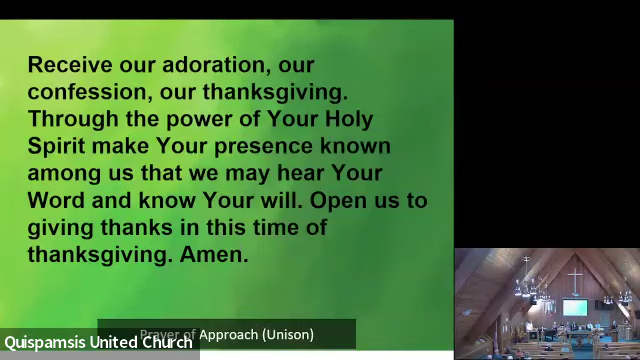 Receive our adoration, our
confession, our thanksgiving.
Through the power of Your Holy
Spirit make Your presence known
among us that we may hear Your
Word and know Your will. Open us to
giving thanks in this time of
thanksgiving. Amen.
Prayer of Approach (Unison)
Quispamsis United Church